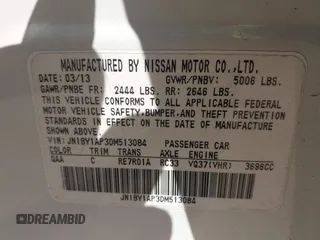 MANUFACTURED BY NISSAN MOTOR CO.,LTD.
DATE: 03/13 GVWR/PNBV: 5006 LBS.
GAWR/PNBE FR: 2444 LBS. RR: 2646 LBS.
THIS VEHICLE CONFORMS TO ALL APPLICABLE FEDERAL
MOTOR VEHICLE SAFETY, BUMPER, AND THEFT PREVENTION
STANDARDS IN EFFECT ON THE DATE OF MANUFACTURE
SHOWN ABOVE.
VIN: JN1BY1AP3DM513084 PASSENGER CAR
COLOR TRIM TRANS AXLE ENGINE
QAA C RE7R01A RC33 VQ37(VHR) 3696CC
JN1BY1AP3DM513084
DREAMBID